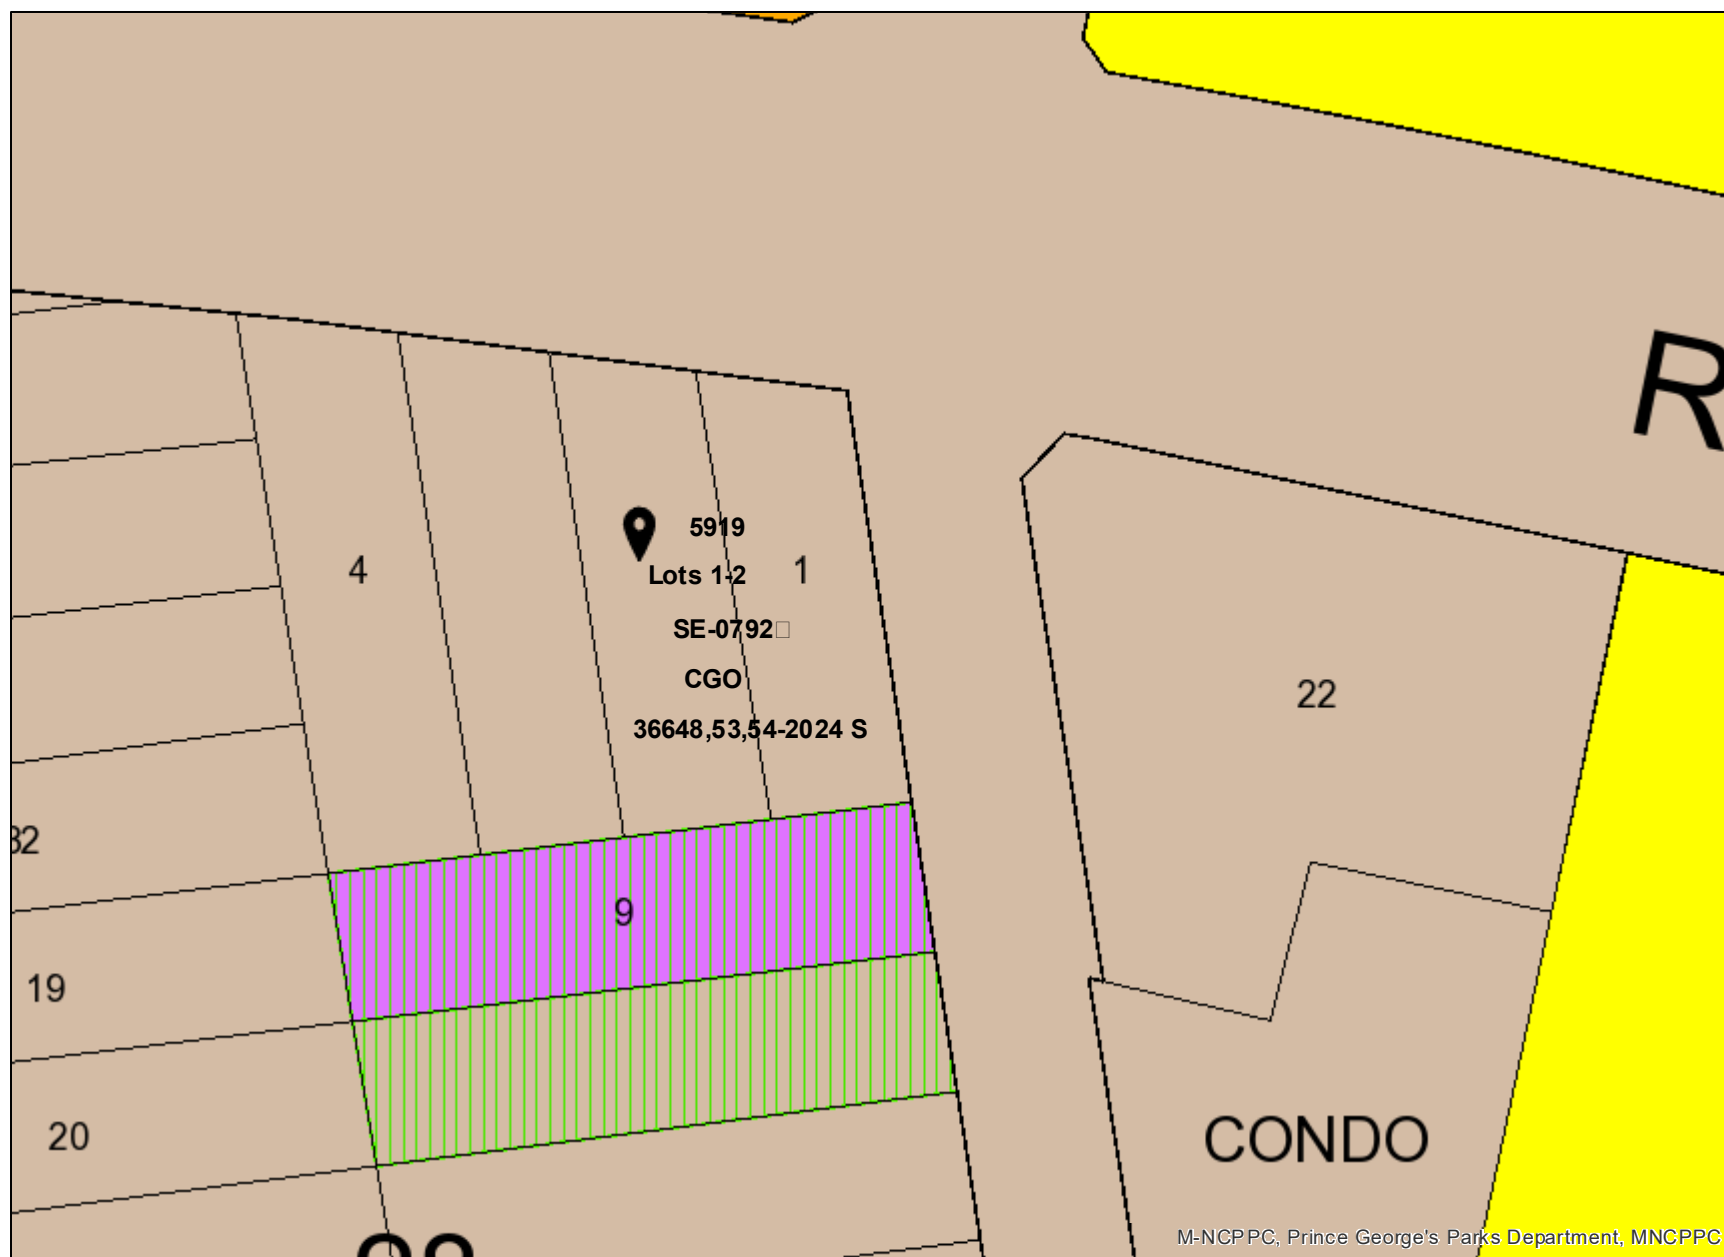 R
5919
4
Lots 1-2
1
SE-0792
CGO
22
36648,53,54-2024 S
32
9
19
20
CONDO
M-NCPPC, Prince George's Parks Department, MNCPPC